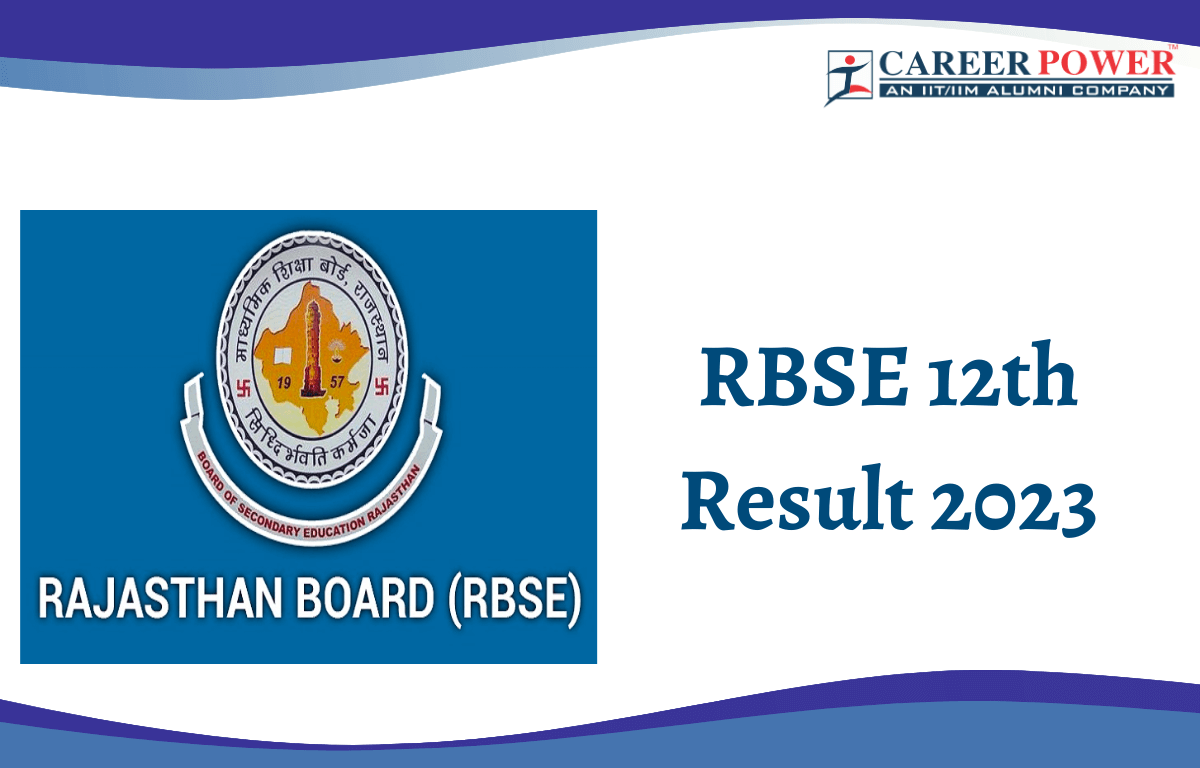 CAREER POWER™
AN IIT/IIM ALUMNI COMPANY
माध्यमिक शिक्षा बोर्ड, राजस्थान
19 57
सिध्दिर्भवति कर्मजा
BOARD OF SECONDARY EDUCATION RAJASTHAN
RAJASTHAN BOARD (RBSE)
RBSE 12th
Result 2023